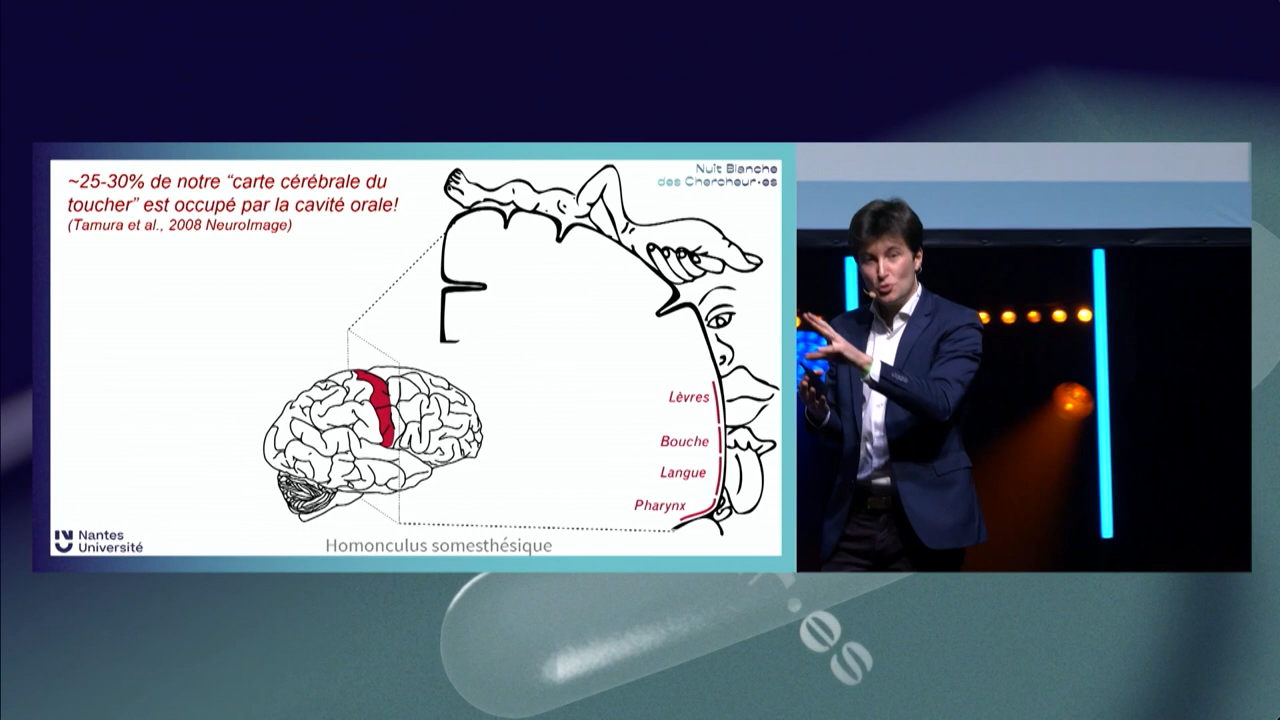 ~25-30% de notre “carte cérébrale du
toucher” est occupé par la cavité orale!
(Tamura et al., 2008 NeuroImage)
Nuit Blanche
des Chercheur·es
Lèvres
Bouche
Langue
Pharynx
Nantes
Université
Homonculus somesthésique
es